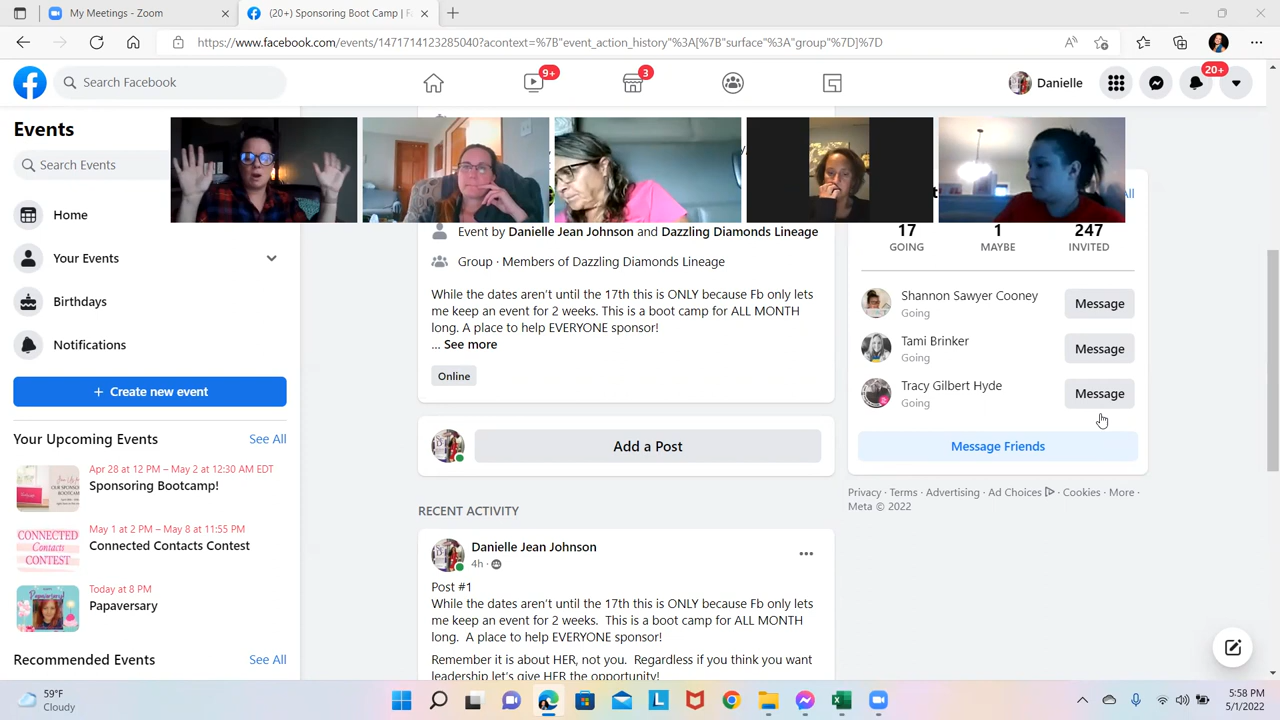 My Meetings - Zoom
(20+) Sponsoring Boot Camp | F
https://www.facebook.com/events/1471714123285040?acontext=%7B"event_action_history"%3A[%7B"surface"%3A"group"%7D]%7D
Search Facebook
9+
3
Danielle
20+
Events
Search Events
Home
Your Events
Birthdays
Notifications
+ Create new event
Your Upcoming Events
See All
Apr 28 at 12 PM – May 2 at 12:30 AM EDT
Sponsoring Bootcamp!
May 1 at 2 PM – May 8 at 11:55 PM
Connected Contacts Contest
CONNECTED
Contacts
CONTEST
Today at 8 PM
Papaversary
Recommended Events
See All
Event by Danielle Jean Johnson and Dazzling Diamonds Lineage
Group · Members of Dazzling Diamonds Lineage
While the dates aren't until the 17th this is ONLY because Fb only lets
me keep an event for 2 weeks. This is a boot camp for ALL MONTH
long. A place to help EVERYONE sponsor!
... See more
Online
Add a Post
RECENT ACTIVITY
Danielle Jean Johnson
4h ·
Post #1
While the dates aren't until the 17th this is ONLY because Fb only lets
me keep an event for 2 weeks. This is a boot camp for ALL MONTH
long. A place to help EVERYONE sponsor!
Remember it is about HER, not you. Regardless if you think you want
leadership let's give HER the opportunity!
All
17
GOING
1
MAYBE
247
INVITED
Shannon Sawyer Cooney
Going
Message
Tami Brinker
Going
Message
Tracy Gilbert Hyde
Going
Message
Message Friends
Privacy · Terms · Advertising · Ad Choices · Cookies · More ·
Meta © 2022
59°F
Cloudy
5:58 PM
5/1/2022